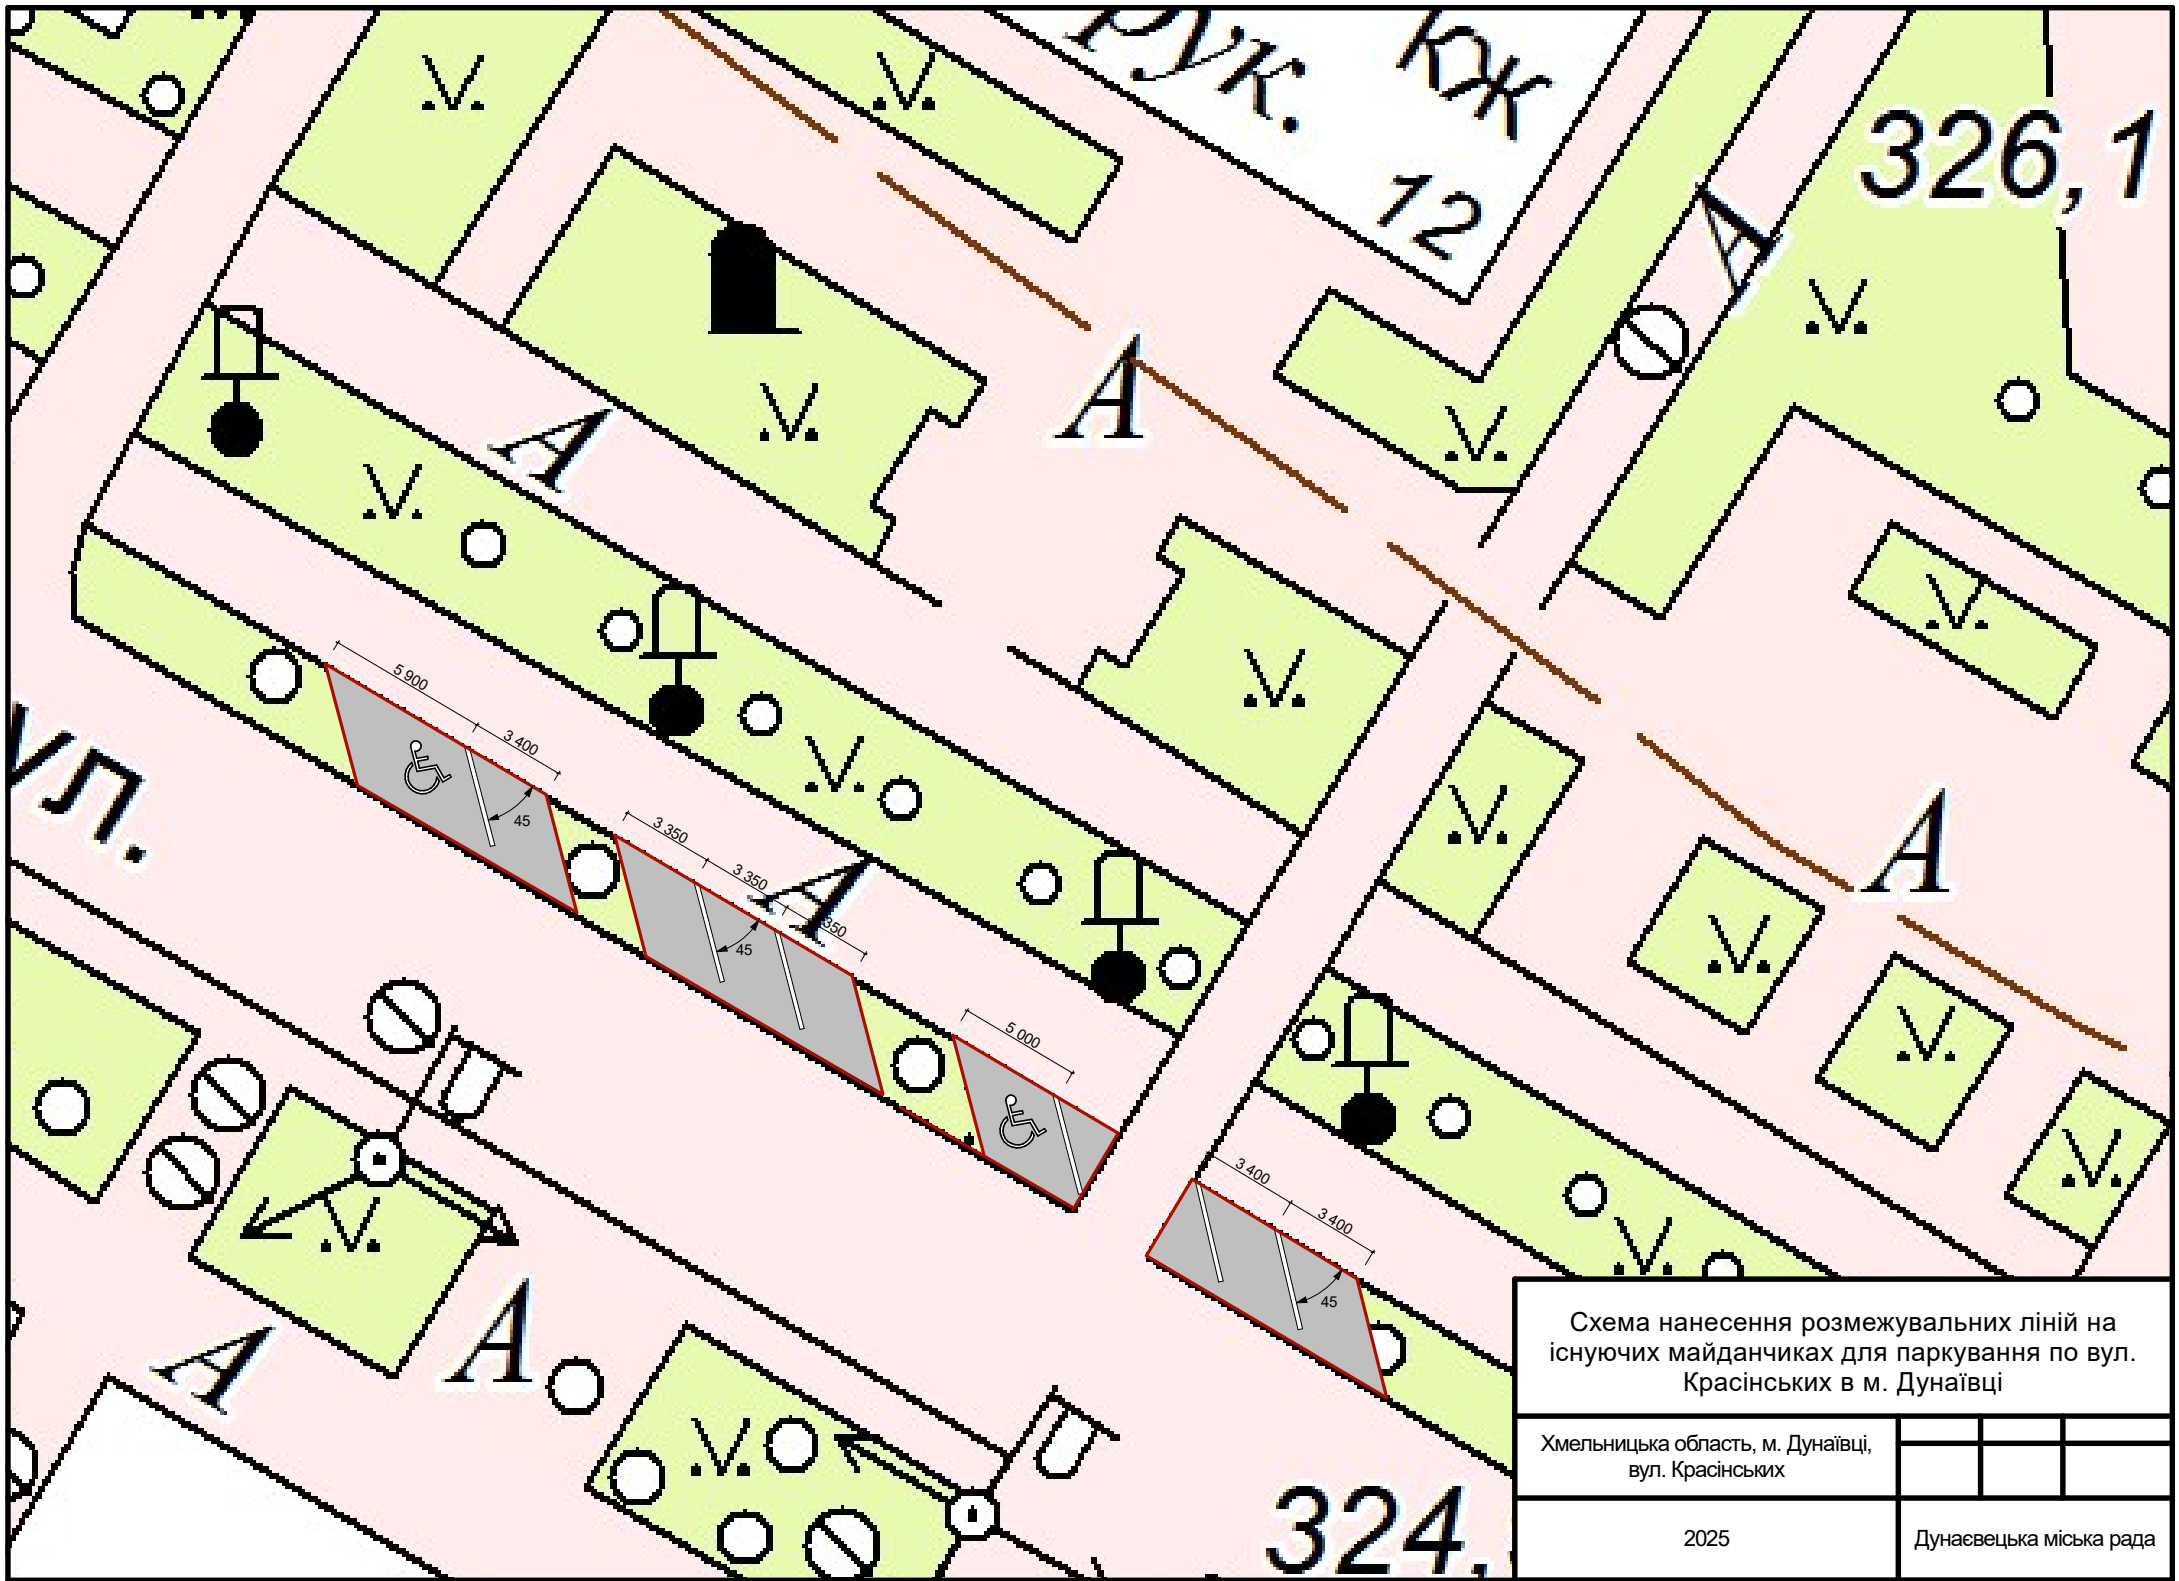 рук.
КЖ
12
326,1
А
А
А
5 900
3 400
45
ул.
3 350
3 350
А
350
45
А
5 000
3 400
3 400
45
А
А
324,
Схема нанесення розмежувальних ліній на
існуючих майданчиках для паркування по вул.
Красінських в м. Дунаївці
Хмельницька область, м. Дунаївці,
вул. Красінських
2025
Дунаєвецька міська рада